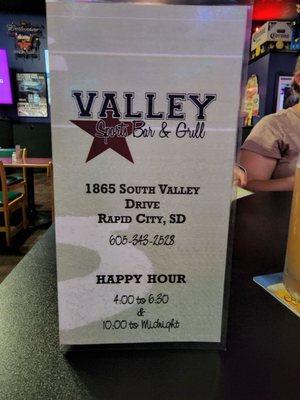 VALLEY
Sports Bar & Grill
1865 South Valley
Drive
Rapid City, SD
605-343-2528
Happy Hour
4:00 to 6:30
&
10:00 to Midnight